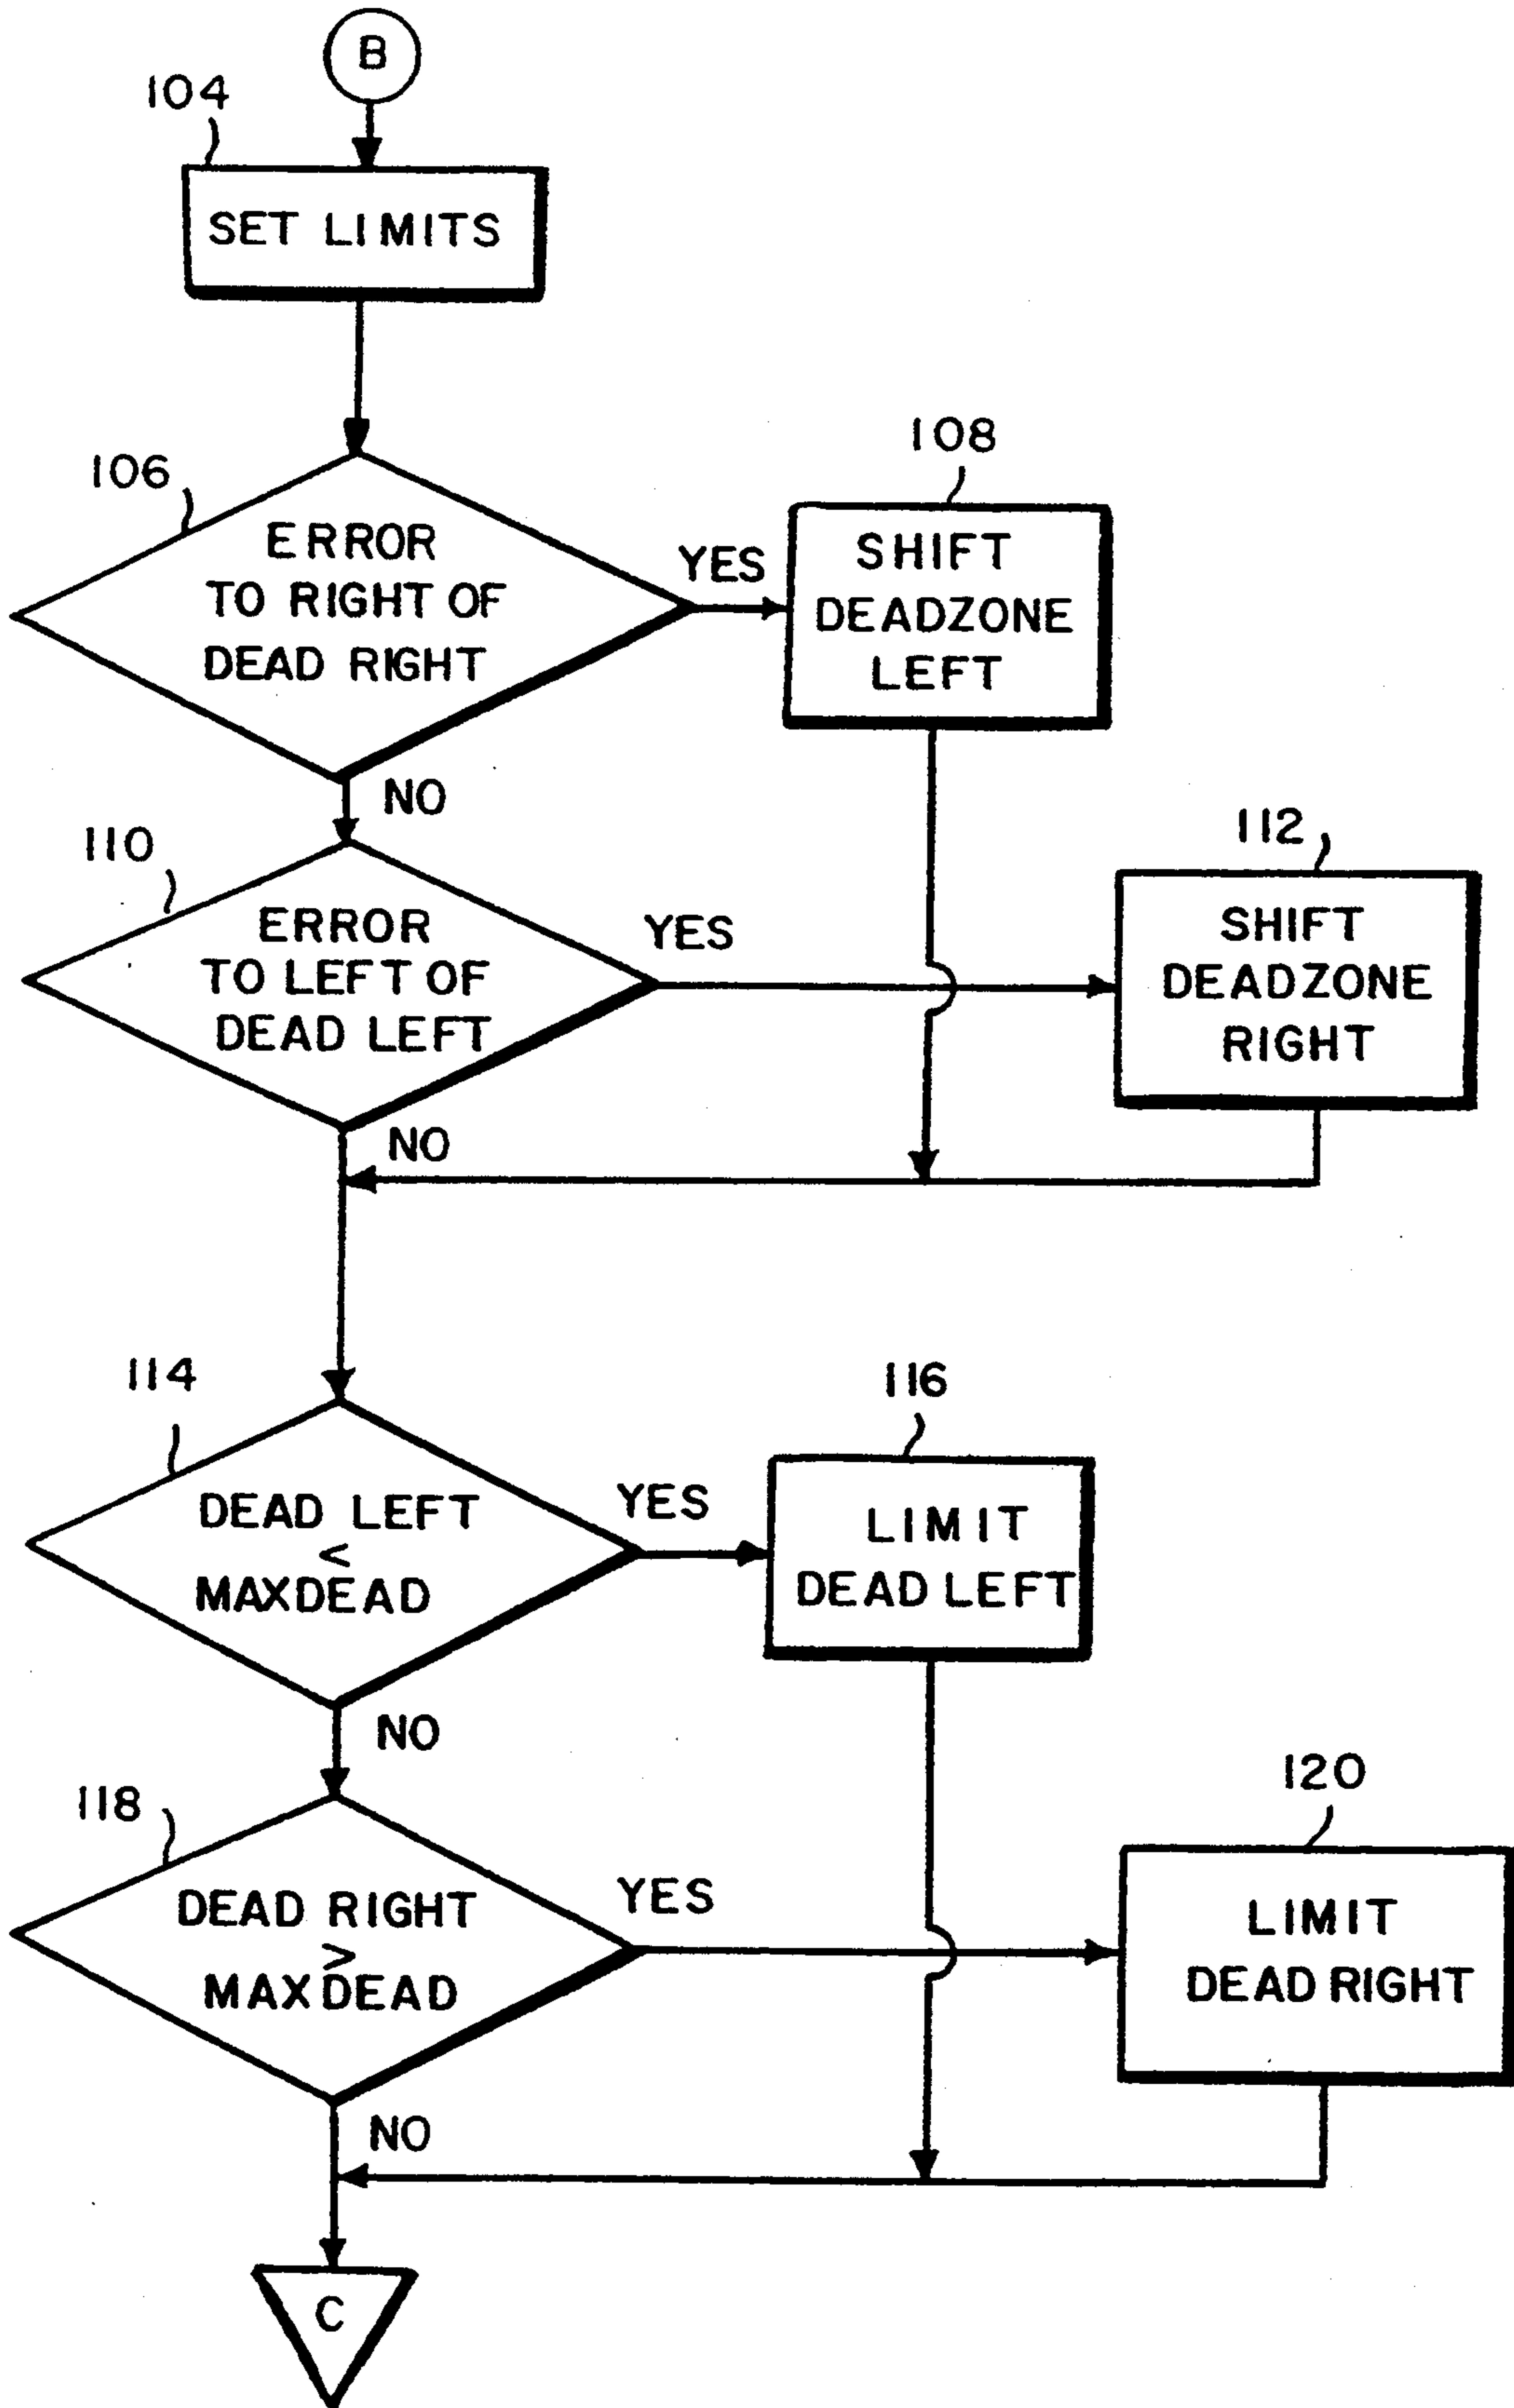 B
104
SET LIMITS
106
ERROR
TO RIGHT OF
DEAD RIGHT
YES
108
SHIFT
DEADZONE
LEFT
NO
110
ERROR
TO LEFT OF
DEAD LEFT
YES
112
SHIFT
DEADZONE
RIGHT
NO
114
DEAD LEFT
<
MAXDEAD
YES
116
LIMIT
DEAD LEFT
NO
118
DEAD RIGHT
>
MAXDEAD
YES
120
LIMIT
DEAD RIGHT
NO
C